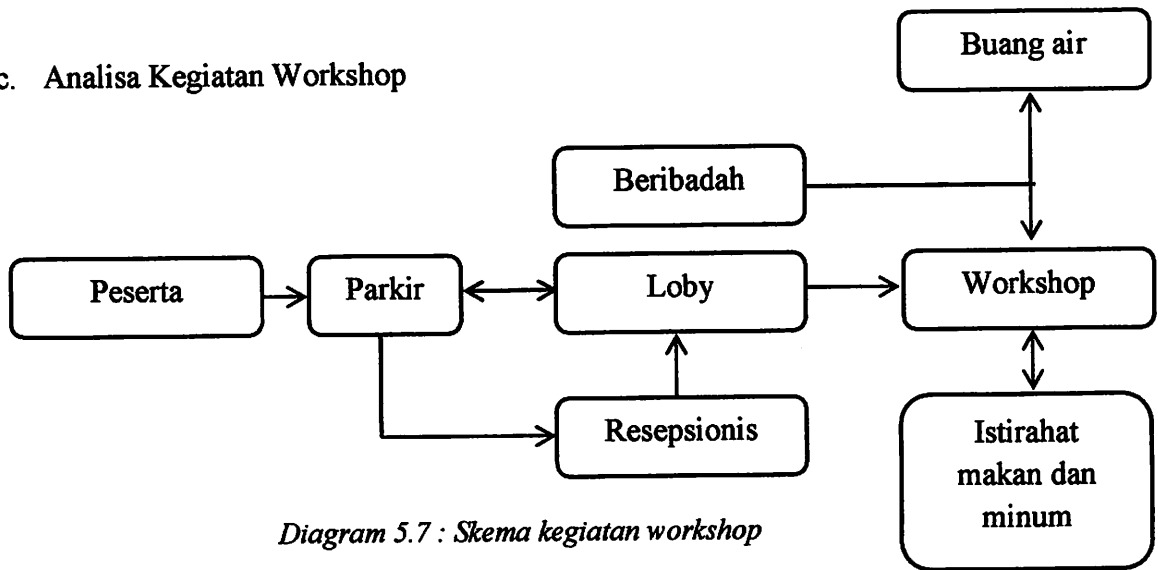 Buang air
c. Analisa Kegiatan Workshop
Beribadah
Peserta
Parkir
Loby
Workshop
Resepsionis
Istirahat
makan dan
minum
Diagram 5.7 : Skema kegiatan workshop